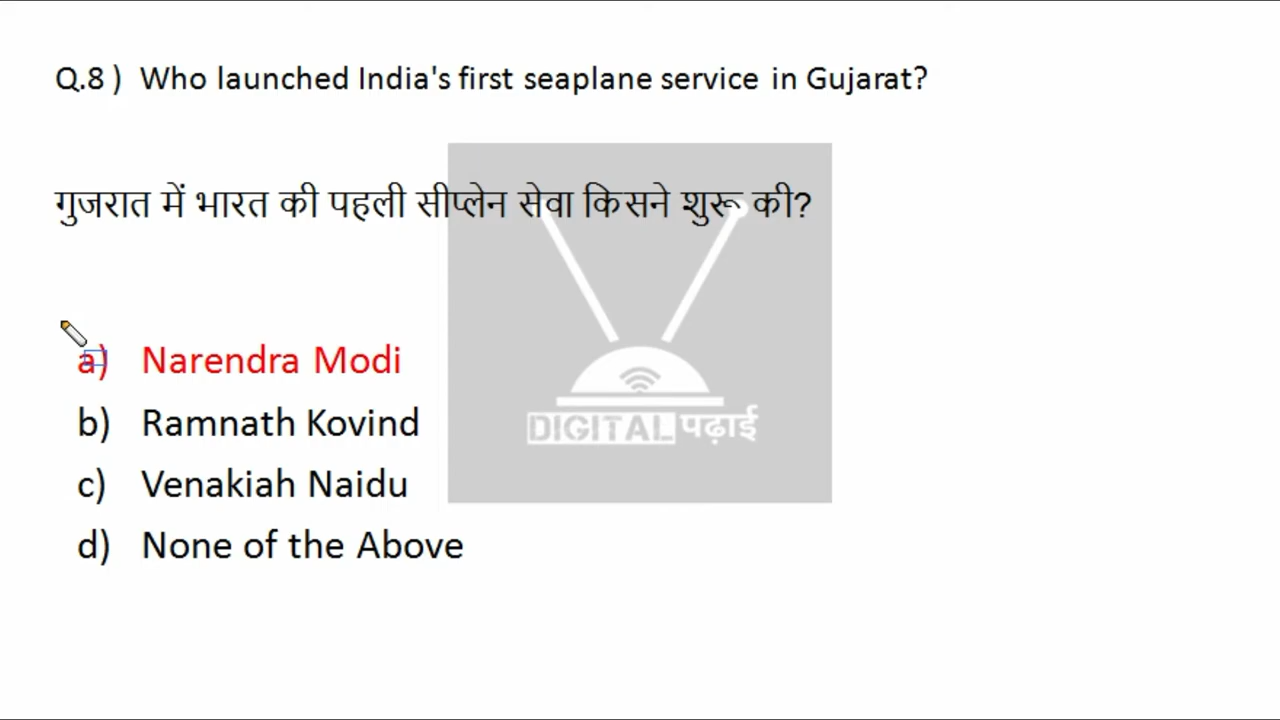 Q.8 ) Who launched India's first seaplane service in Gujarat?
गुजरात में भारत की पहली सीप्लेन सेवा किसने शुरू की?
a) Narendra Modi
b) Ramnath Kovind
c) Venakiah Naidu
d) None of the Above
DIGITAL पढ़ाई